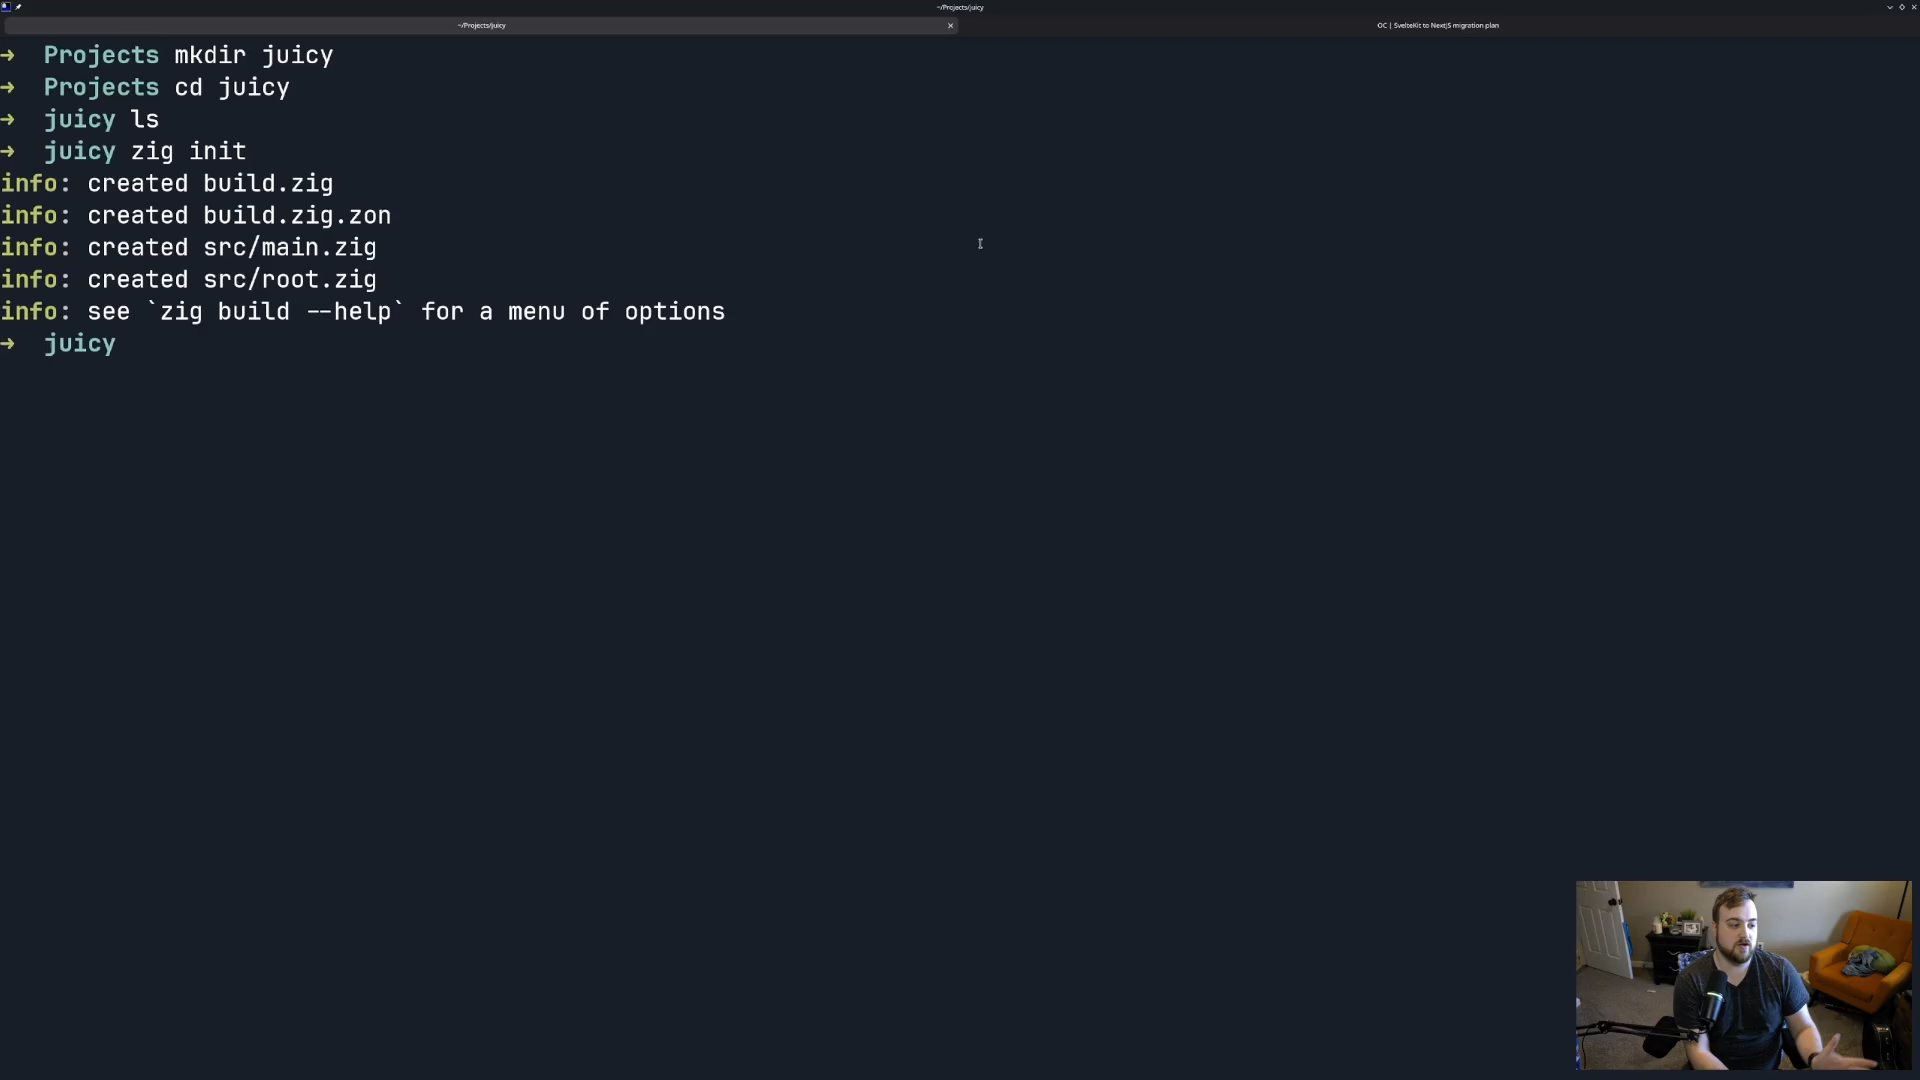 ~/Projects/juicy
~/Projects/juicy
OC | SvelteKit to NextJS migration plan
→ Projects mkdir juicy
→ Projects cd juicy
→ juicy ls
→ juicy zig init
info: created build.zig
info: created build.zig.zon
info: created src/main.zig
info: created src/root.zig
info: see `zig build --help` for a menu of options
→ juicy